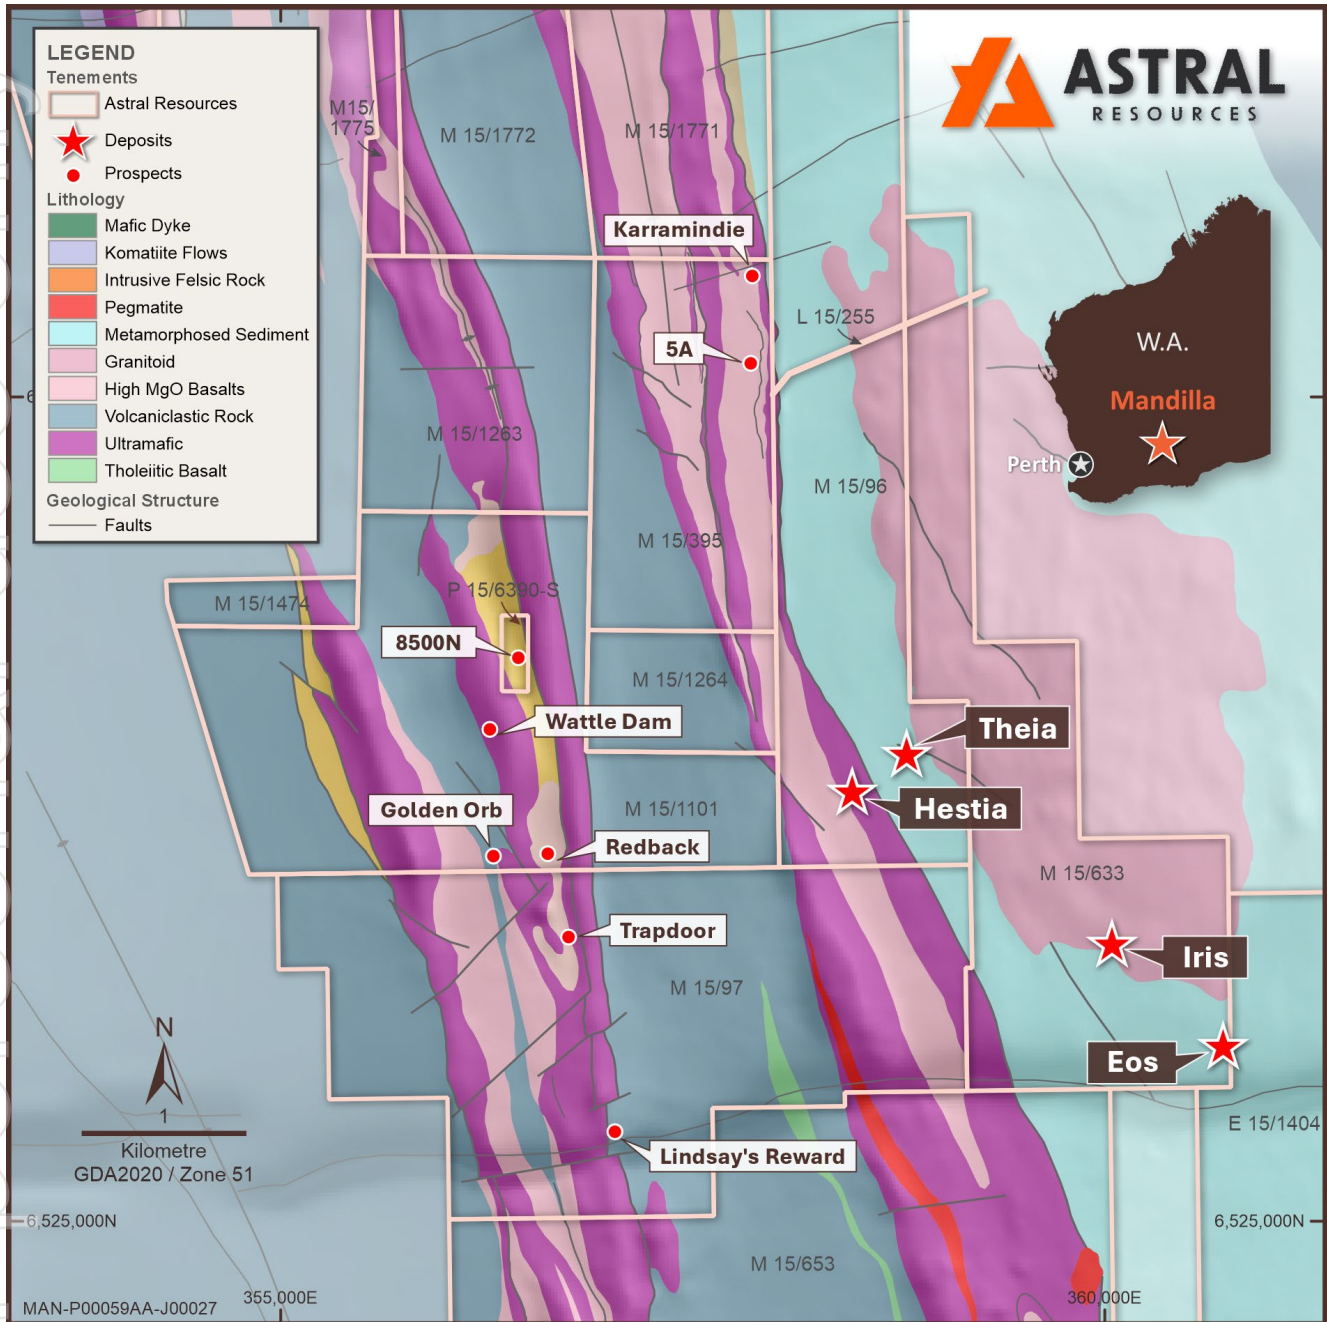 LEGEND
Tenements
Astral Resources
Deposits
Prospects
Lithology
Mafic Dyke
Komatiite Flows
Intrusive Felsic Rock
Pegmatite
Metamorphosed Sediment
Granitoid
High MgO Basalts
Volcaniclastic Rock
Ultramafic
Tholeiitic Basalt
Geological Structure
Faults
ASTRAL
RESOURCES
M15/
1775
M 15/1772
M 15/1771
Karramindie
L 15/255
5A
W.A.
Mandilla
Perth
M 15/1263
M 15/96
M 15/395
P 15/6390-S
M 15/1474
8500N
M 15/1264
Wattle Dam
Theia
Hestia
Golden Orb
M 15/1101
Redback
M 15/633
Trapdoor
Iris
M 15/97
N
Eos
1
Kilometre
GDA2020 / Zone 51
E 15/1404
Lindsay's Reward
6,525,000N
6,525,000N
M 15/653
355,000E
360,000E
MAN-P00059AA-J00027